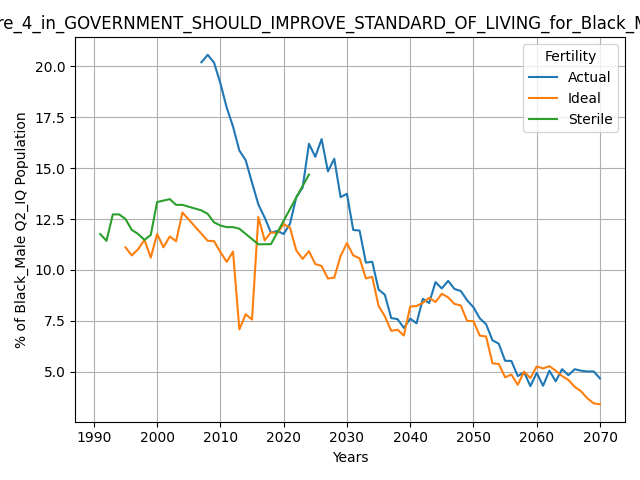 re_4_in_GOVERNMENT_SHOULD_IMPROVE_STANDARD_OF_LIVING_for_Black_M
Fertility
Actual
Ideal
Sterile
% of Black_Male Q2_IQ Population
20.0
17.5
15.0
12.5
10.0
7.5
5.0
1990 2000 2010 2020 2030 2040 2050 2060 2070
Years